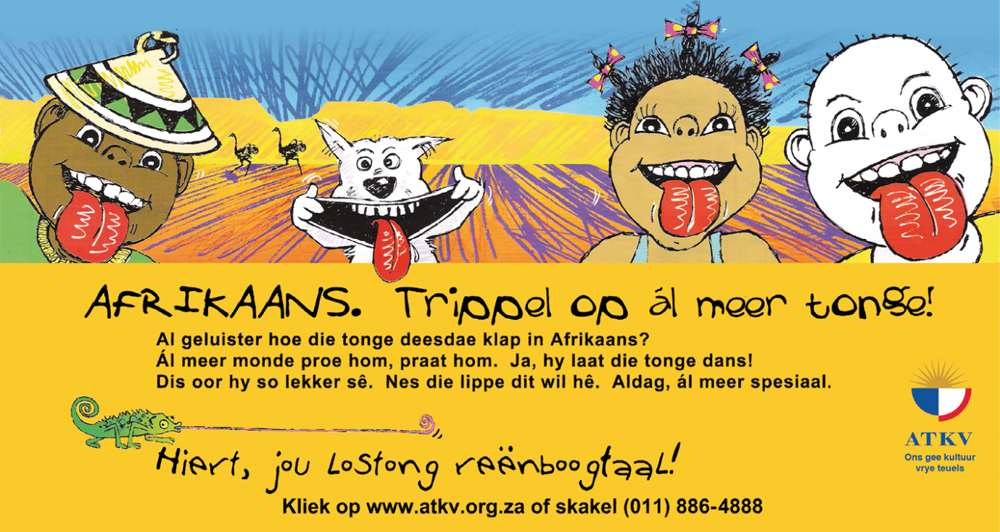 AFRIKAANS. Trippel op ál meer tonge!
Al geluister hoe die tonge deesdae klap in Afrikaans?
Ál meer monde proe hom, praat hom. Ja, hy laat die tonge dans!
Dis oor hy so lekker sê. Nes die lippe dit wil hê. Aldag, ál meer spesiaal.
Hiert, jou lostong reënboogtaal!
Kliek op www.atkv.org.za of skakel (011) 886-4888
ATKV
Ons gee kultuur
vrye teuels